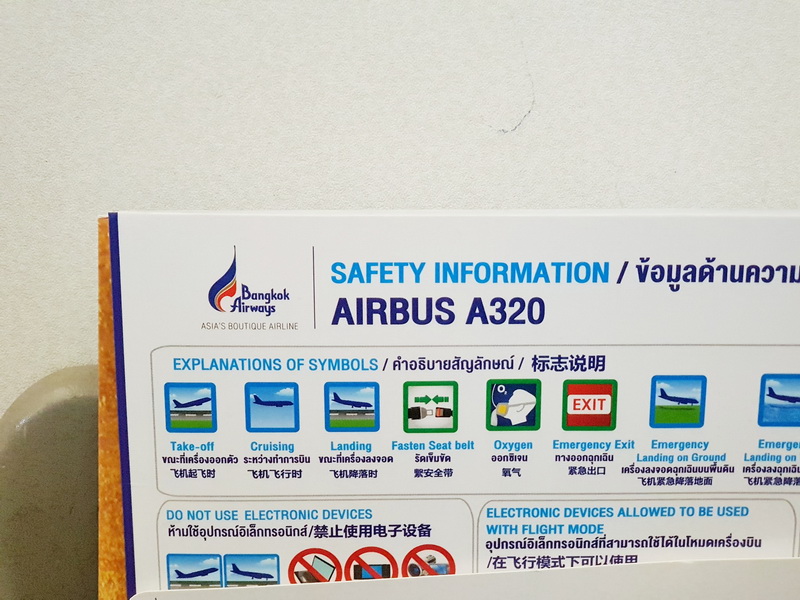 Bangkok
Airways
ASIA'S BOUTIQUE AIRLINE
SAFETY INFORMATION / ข้อมูลด้านความ
AIRBUS A320
EXPLANATIONS OF SYMBOLS / คำอธิบายสัญลักษณ์ / 标志说明
EXIT
Take-off
ขณะที่เครื่องออกตัว
飞机起飞时
Cruising
ระหว่างทำการบิน
飞机飞行时
Landing
ขณะที่เครื่องลงจอด
飞机降落时
Fasten Seat belt
รัดเข็มขัด
繫安全带
Oxygen
ออกซิเจน
氧气
Emergency Exit
ทางออกฉุกเฉิน
紧急出口
Emergency
Landing on Ground
เครื่องลงจอดฉุกเฉินบนพื้นดิน
飞机紧急降落地面
Landing on
เครื่องลงฉุกเฉิน
飞机紧急降落
DO NOT USE ELECTRONIC DEVICES
ห้ามใช้อุปกรณ์อิเล็กทรอนิกส์/禁止使用电子设备
ELECTRONIC DEVICES ALLOWED TO BE USED
WITH FLIGHT MODE
อุปกรณ์อิเล็กทรอนิกส์ที่สามารถใช้ได้ในโหมดเครื่องบิน
/在飞行模式下可以使用